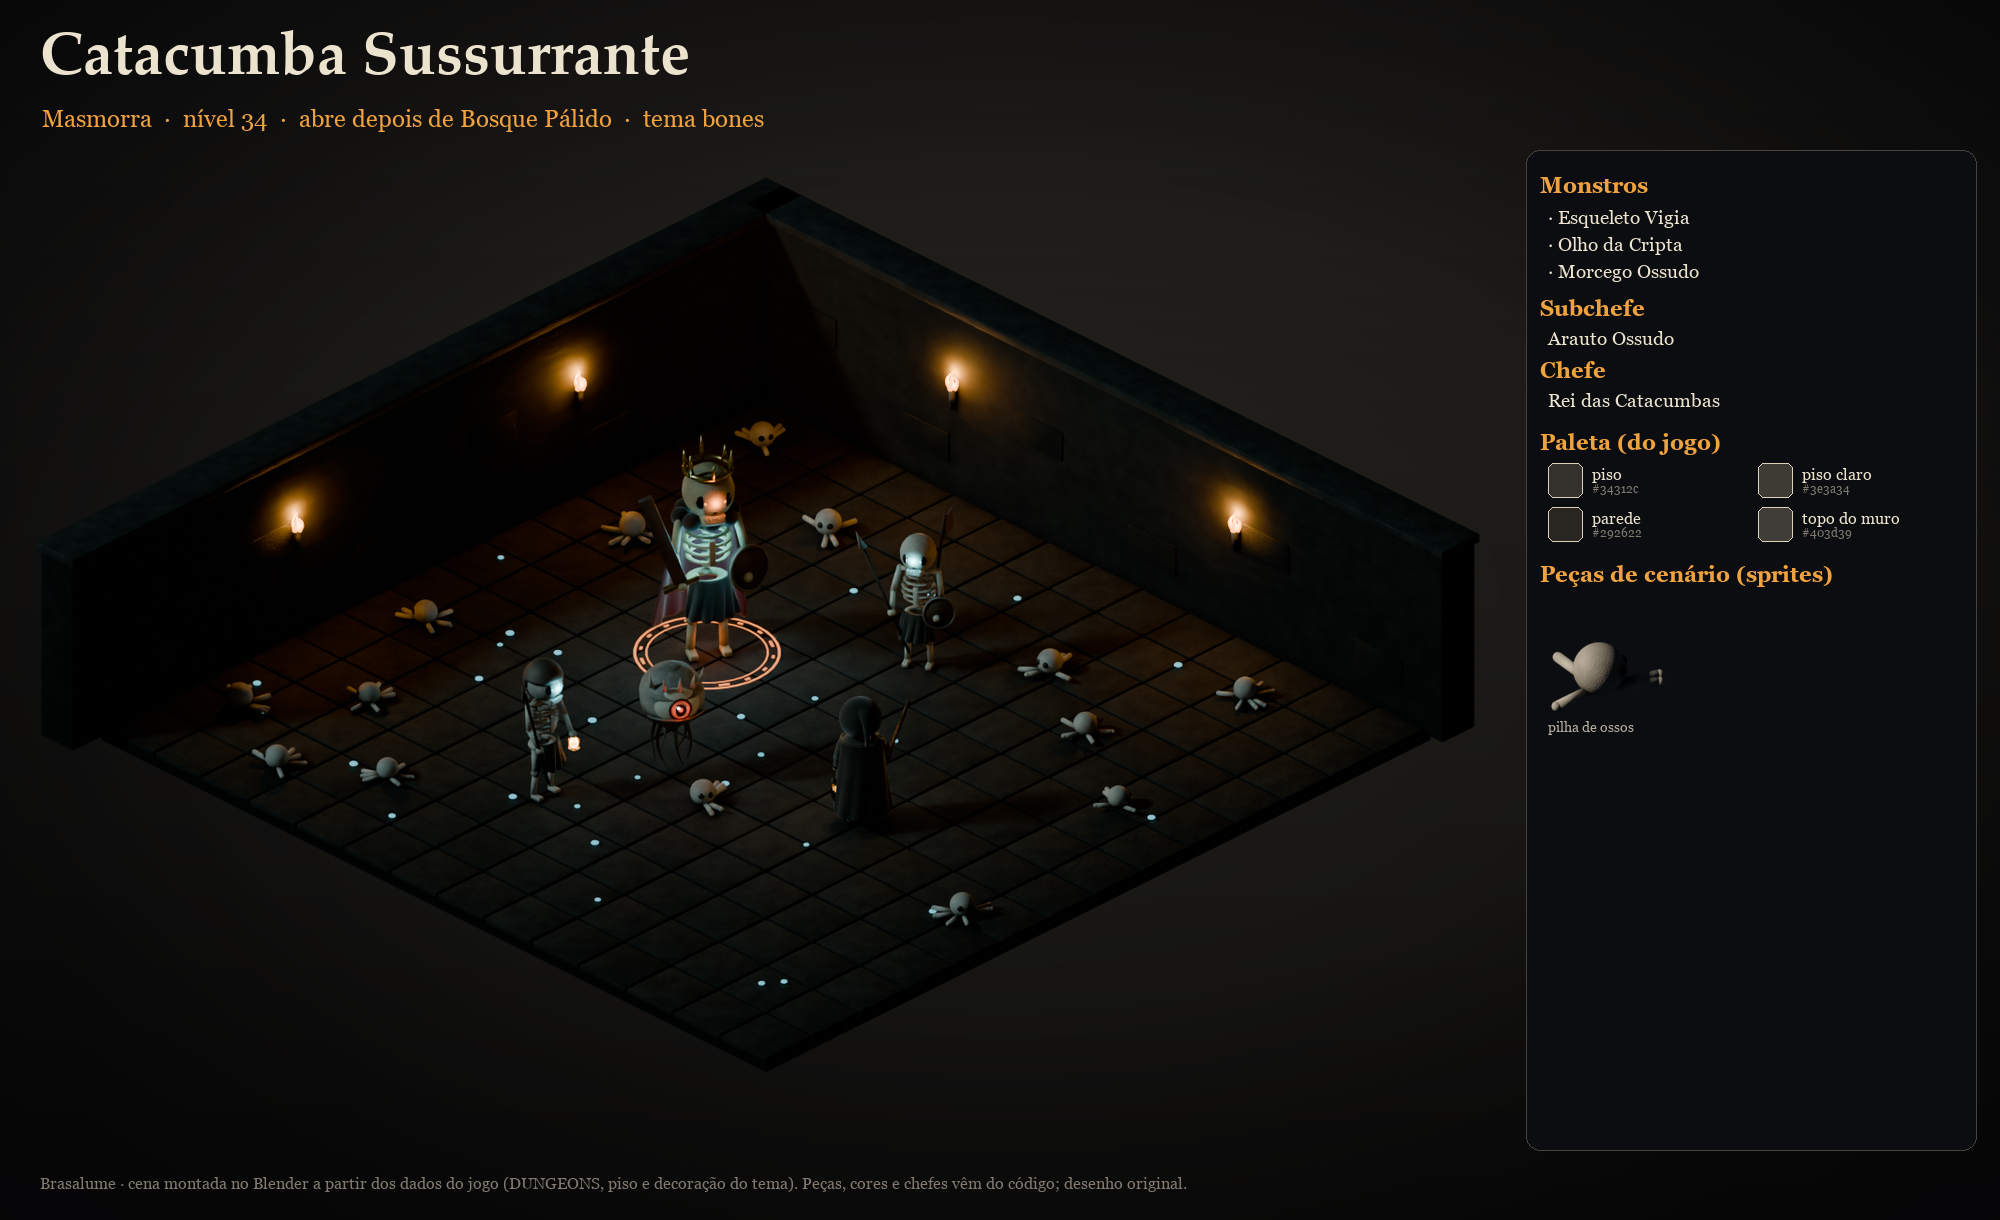 Catacumba Sussurrante
Masmorra · nível 34 · abre depois de Bosque Pálido · tema bones
Monstros
· Esqueleto Vigia
· Olho da Cripta
· Morcego Ossudo
Subchefe
Arauto Ossudo
Chefe
Rei das Catacumbas
Paleta (do jogo)
piso
#34312c
piso claro
#3e3a34
parede
#292622
topo do muro
#403d39
Peças de cenário (sprites)
pilha de ossos
Brasalume · cena montada no Blender a partir dos dados do jogo (DUNGEONS, piso e decoração do tema). Peças, cores e chefes vêm do código; desenho original.